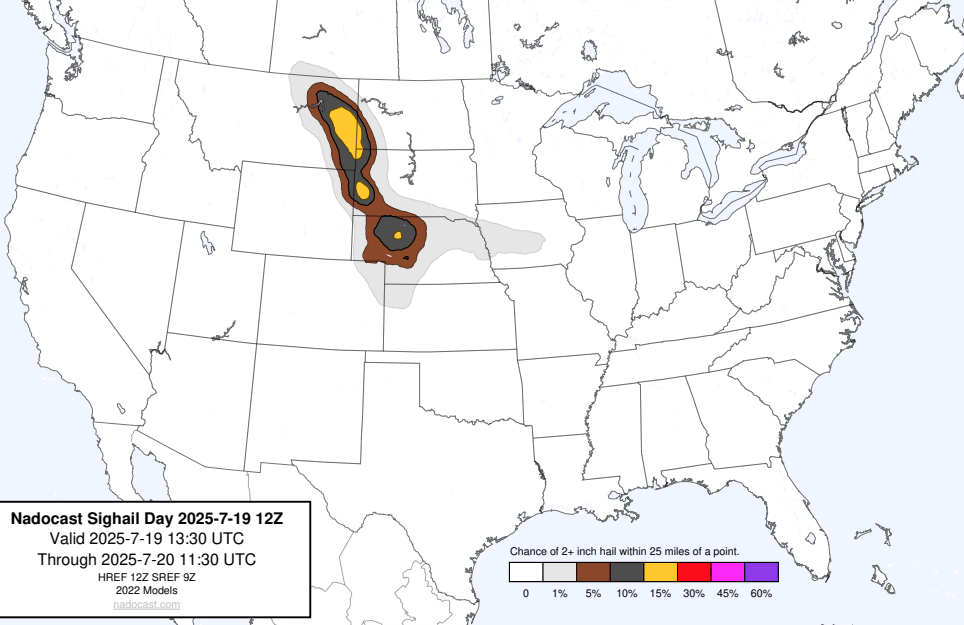 Nadocast Sighail Day 2025-7-19 12Z
Valid 2025-7-19 13:30 UTC
Through 2025-7-20 11:30 UTC
HREF 12Z SREF 9Z
2022 Models
nadocast.com
Chance of 2+ inch hail within 25 miles of a point.
0 1% 5% 10% 15% 30% 45% 60%